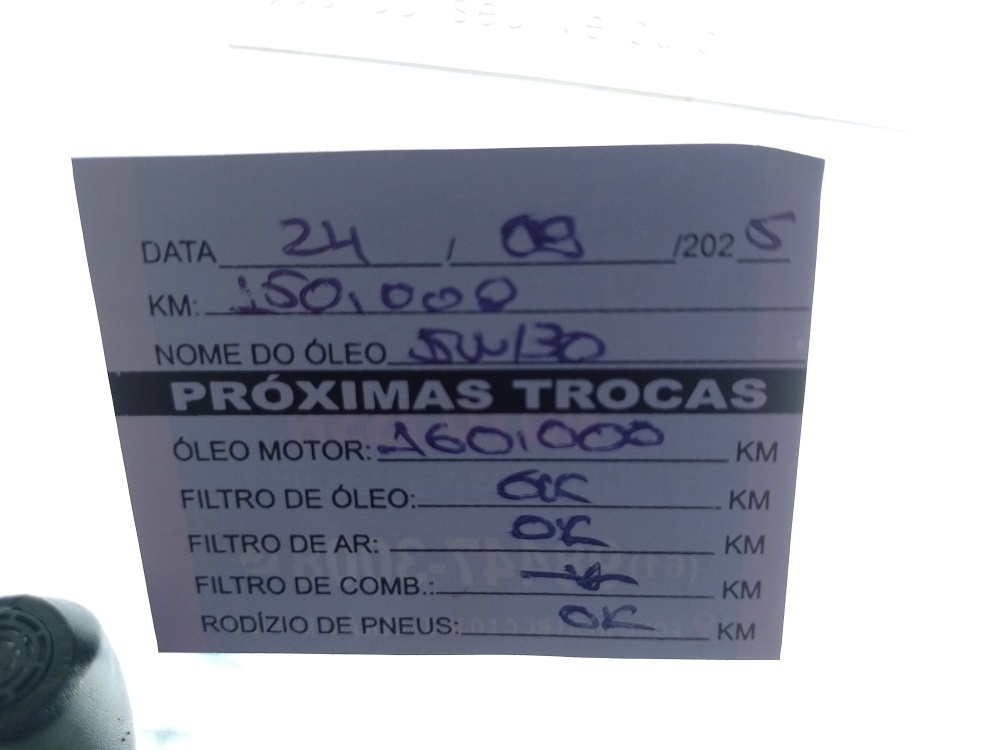 DATA 24 / 09 /2025
KM: 150.000
NOME DO ÓLEO 5W/30
PRÓXIMAS TROCAS
ÓLEO MOTOR: 160.000 KM
FILTRO DE ÓLEO: OK KM
FILTRO DE AR: OK KM
FILTRO DE COMB.: KM
RODÍZIO DE PNEUS: OK KM